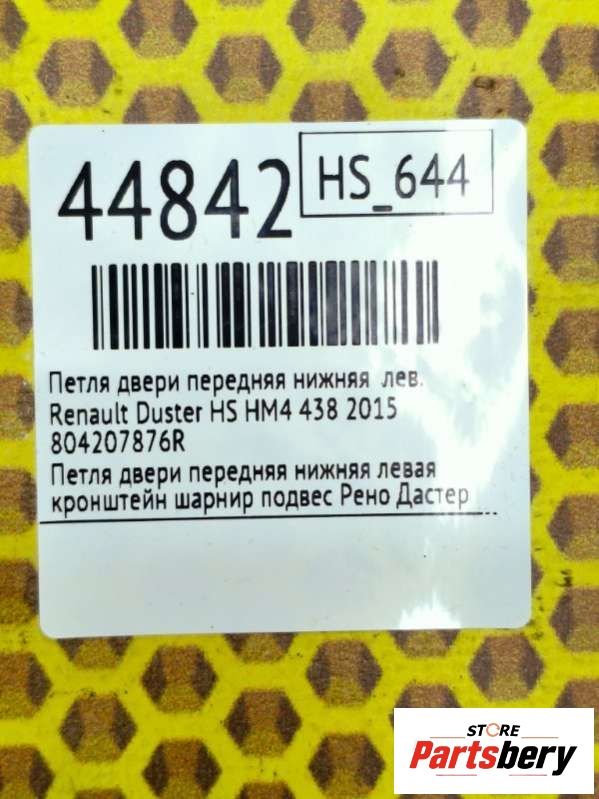 44842
HS_644
Петля двери передняя нижняя лев.
Renault Duster HS HM4 438 2015
804207876R
Петля двери передняя нижняя левая
кронштейн шарнир подвес Рено Дастер
STORE
Partsbery